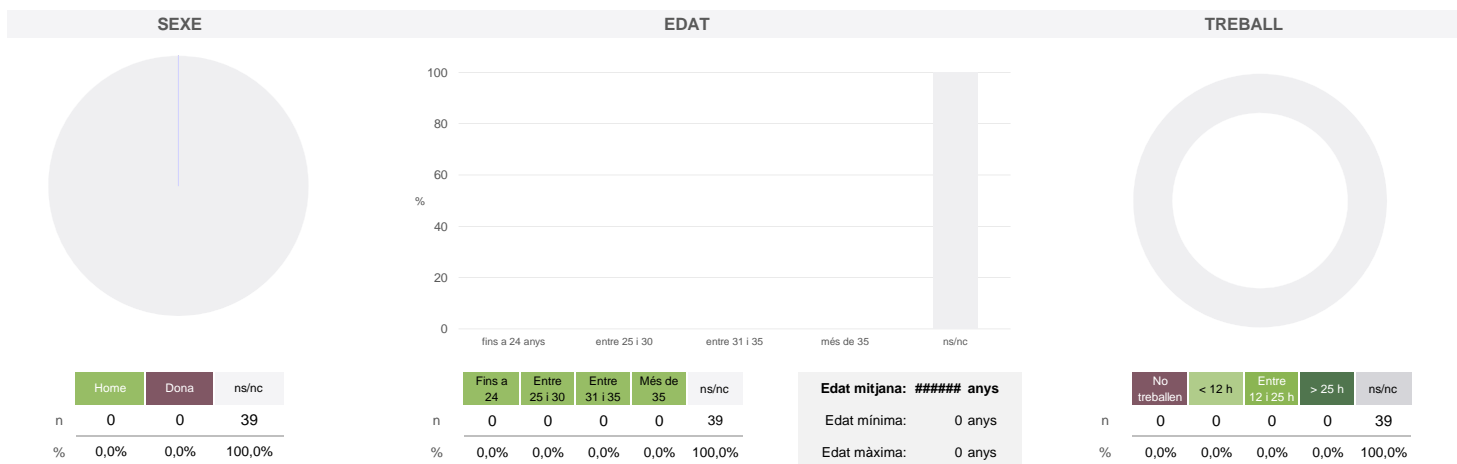 SEXE EDAT TREBALL
100
80
60
%
40
20
0
fins a 24 anys entre 25 i 30 entre 31 i 35 més de 35 ns/nc
Home Dona ns/nc
n 0 0 39
% 0,0% 0,0% 100,0%
Fins a 24 Entre 25 i 30 Entre 31 i 35 Més de 35 ns/nc
n 0 0 0 0 39
% 0,0% 0,0% 0,0% 0,0% 100,0%
Edat mitjana: ###### anys
Edat mínima: 0 anys
Edat màxima: 0 anys
No treballen < 12 h Entre 12 i 25 h > 25 h ns/nc
n 0 0 0 0 39
% 0,0% 0,0% 0,0% 0,0% 100,0%